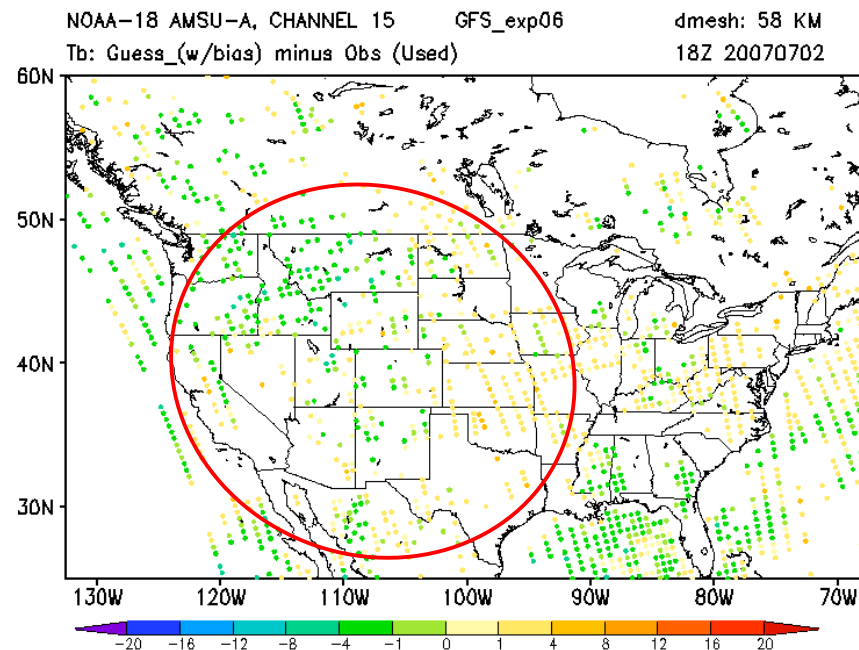 NOAA-18 AMSU-A, CHANNEL 15 GFS_exp06 dmesh: 58 KM
Tb: Guess_(w/bias) minus Obs (Used) 18Z 20070702
60N
50N
40N
30N
130W 120W 110W 100W 90W 80W 70W
-20 -16 -12 -8 -4 -1 0 1 4 8 12 16 20